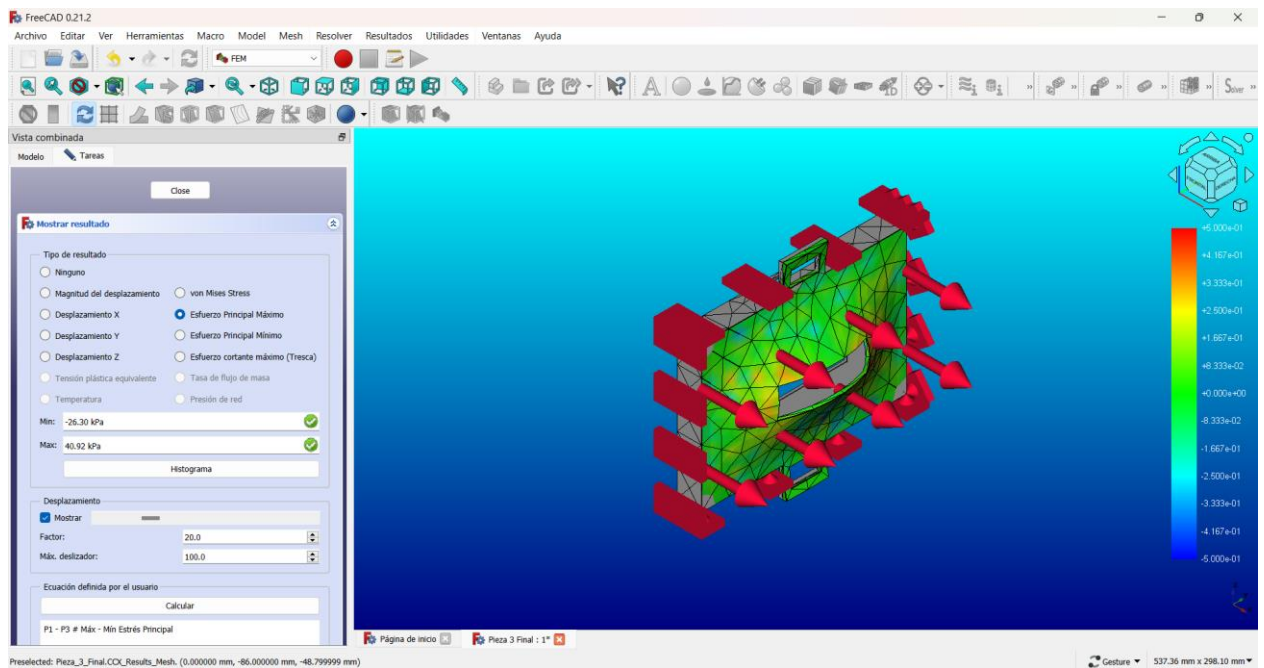 FreeCAD 0.21.2
Archivo Editar Ver Herramientas Macro Model Mesh Resolver Resultados Utilidades Ventanas Ayuda
FEM
Solver
Vista combinada
Modelo Tareas
Close
Mostrar resultado
Tipo de resultado
Ninguno
Magnitud del desplazamiento von Mises Stress
Desplazamiento X Esfuerzo Principal Máximo
Desplazamiento Y Esfuerzo Principal Mínimo
Desplazamiento Z Esfuerzo cortante máximo (Tresca)
Tensión plástica equivalente Tasa de flujo de masa
Temperatura Presión de red
Min: -26.30 kPa
Max: 40.92 kPa
Histograma
Desplazamiento
Mostrar
Factor: 20.0
Máx. deslizador: 100.0
Ecuación definida por el usuario
Calcular
P1 - P3 # Máx - Mín Estrés Principal
+5.000e-01
+4.167e-01
+3.333e-01
+2.500e-01
+1.667e-01
+8.333e-02
+0.000e+00
-8.333e-02
-1.667e-01
-2.500e-01
-3.333e-01
-4.167e-01
-5.000e-01
Página de inicio Pieza 3 Final : 1*
Preselected: Pieza_3_Final.CCX_Results_Mesh. (0.000000 mm, -86.000000 mm, -48.799999 mm) Gesture 537.36 mm x 298.10 mm